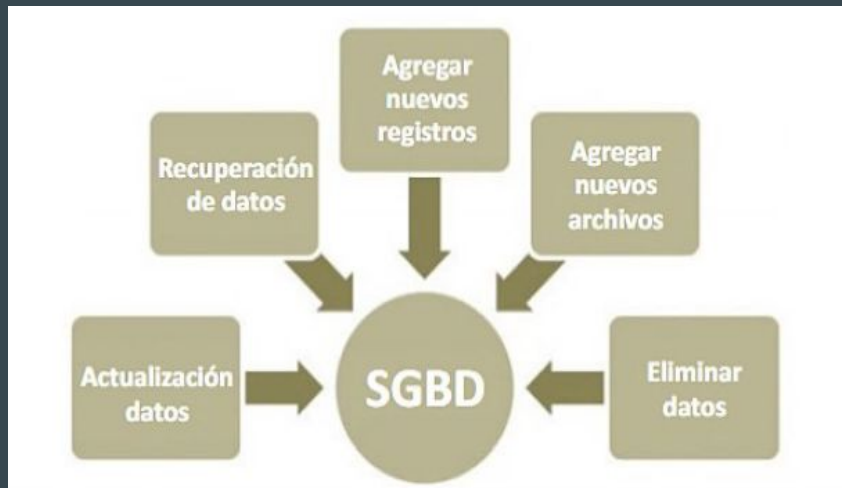 Agregar
nuevos
registros
Recuperación
de datos
Agregar
nuevos
archivos
Actualización
datos
SGBD
Eliminar
datos